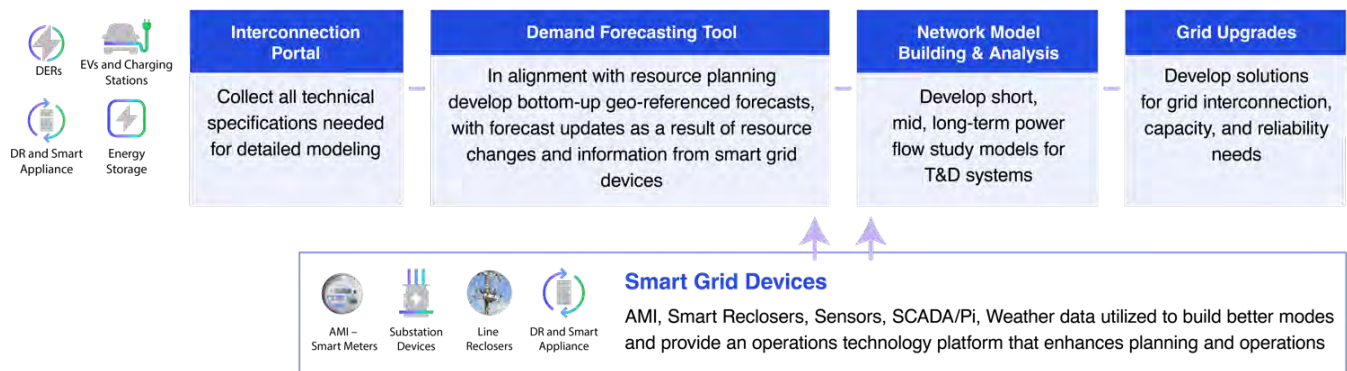 DERs
EVs and Charging
Stations
DR and Smart
Appliance
Energy
Storage
Interconnection
Portal
Collect all technical
specifications needed
for detailed modeling
Demand Forecasting Tool
In alignment with resource planning
develop bottom-up geo-referenced forecasts,
with forecast updates as a result of resource
changes and information from smart grid
devices
Network Model
Building & Analysis
Develop short,
mid, long-term power
flow study models for
T&D systems
Grid Upgrades
Develop solutions
for grid interconnection,
capacity, and reliability
needs
AMI –
Smart Meters
Substation
Devices
Line
Reclosers
DR and Smart
Appliance
Smart Grid Devices
AMI, Smart Reclosers, Sensors, SCADA/Pi, Weather data utilized to build better modes
and provide an operations technology platform that enhances planning and operations